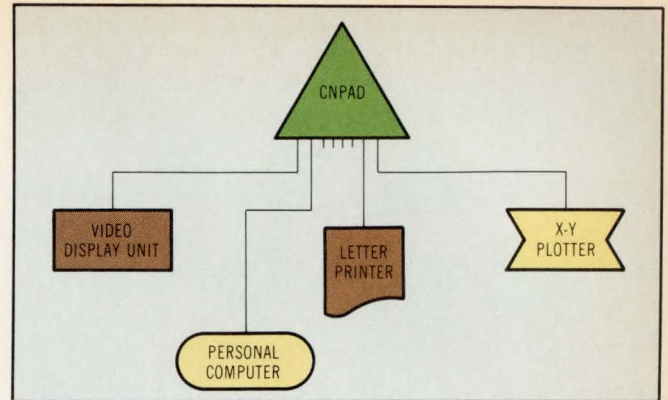 CNPAD
VIDEO
DISPLAY UNIT
LETTER
PRINTER
X-Y
PLOTTER
PERSONAL
COMPUTER